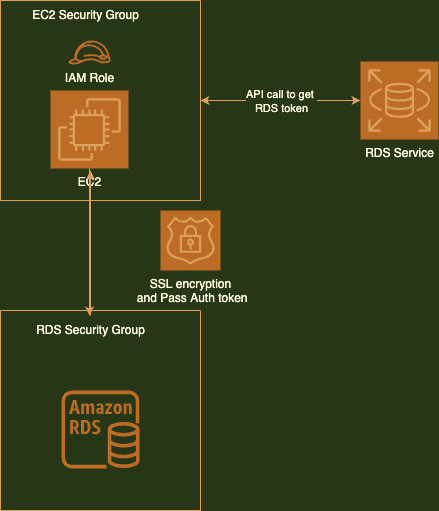 EC2 Security Group
IAM Role
EC2
API call to get
RDS token
RDS Service
SSL encryption
and Pass Auth token
RDS Security Group
Amazon
RDS